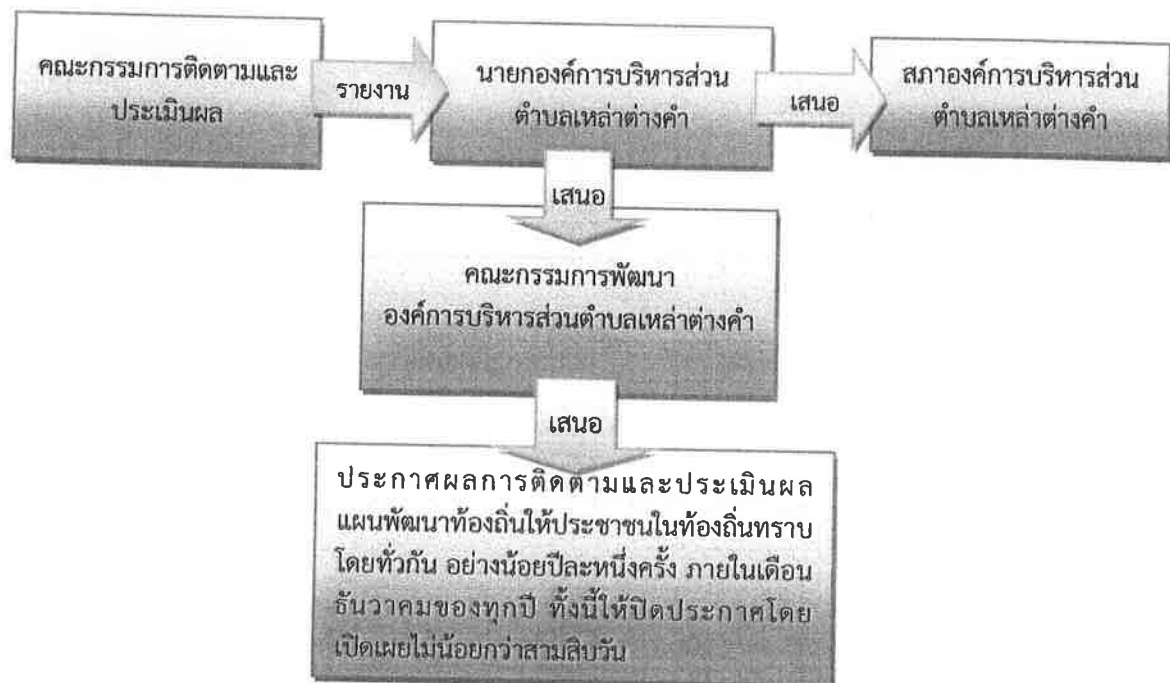 คณะกรรมการติดตามและ
ประเมินผล
รายงาน
นายกองค์การบริหารส่วน
ตำบลเหล่าต่างคำ
เสนอ
สภาองค์การบริหารส่วน
ตำบลเหล่าต่างคำ
เสนอ
คณะกรรมการพัฒนา
องค์การบริหารส่วนตำบลเหล่าต่างคำ
เสนอ
ประกาศผลการติดตามและประเมินผล
แผนพัฒนาท้องถิ่นให้ประชาชนในท้องถิ่นทราบ
โดยทั่วกัน อย่างน้อยปีละหนึ่งครั้ง ภายในเดือน
ธันวาคมของทุกปี ทั้งนี้ให้ปิดประกาศโดย
เปิดเผยไม่น้อยกว่าสามสิบวัน